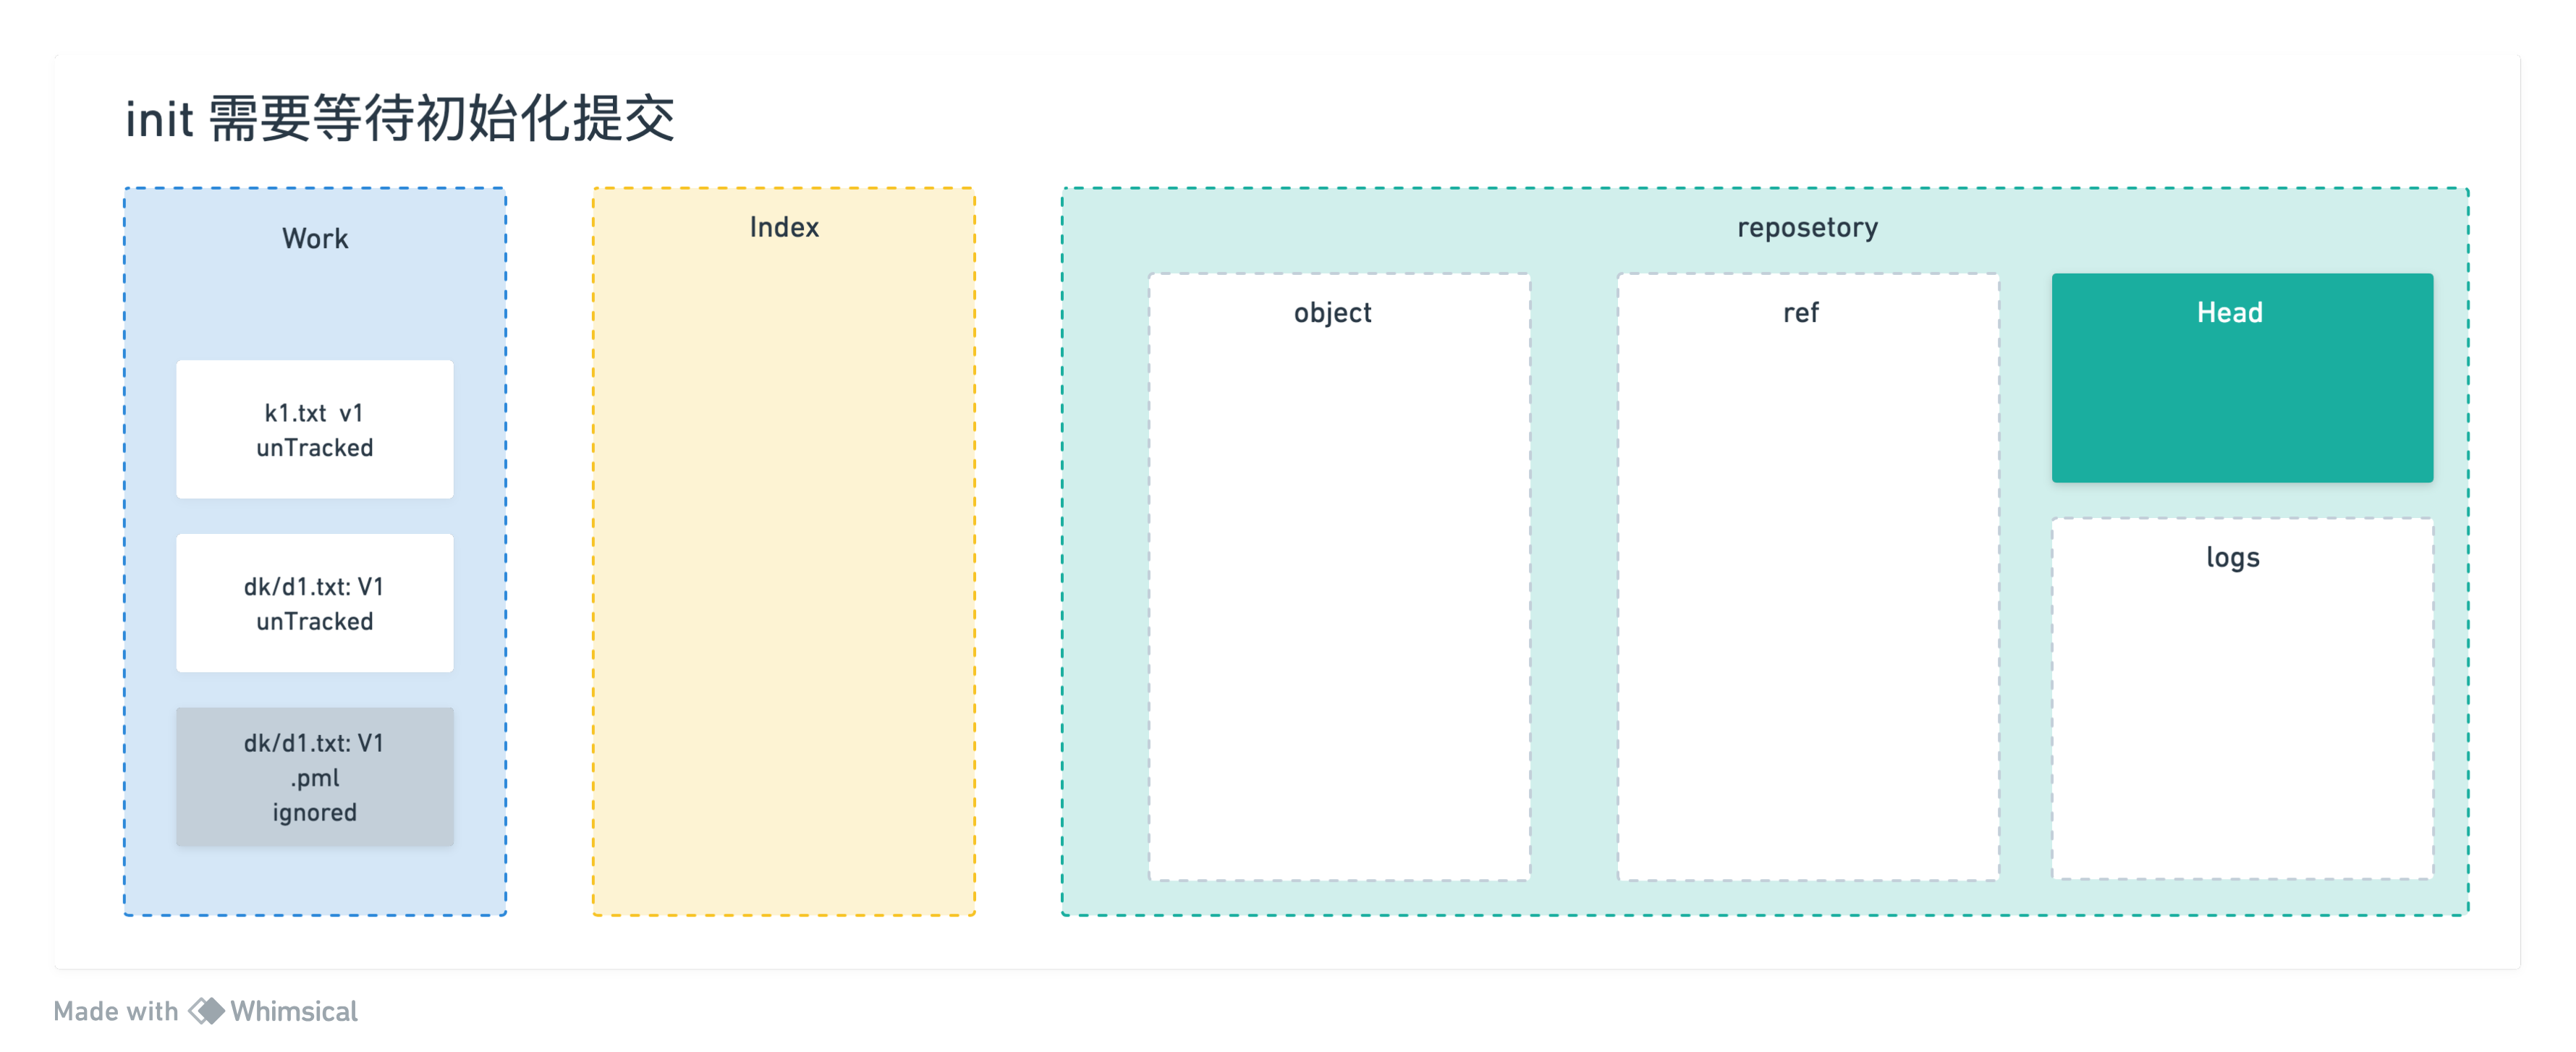 init 需要等待初始化提交
Work
k1.txt  v1
unTracked
dk/d1.txt: V1
unTracked
dk/d1.txt: V1
.pml
ignored
Index
reposetory
object
ref
Head
logs
Made with Whimsical